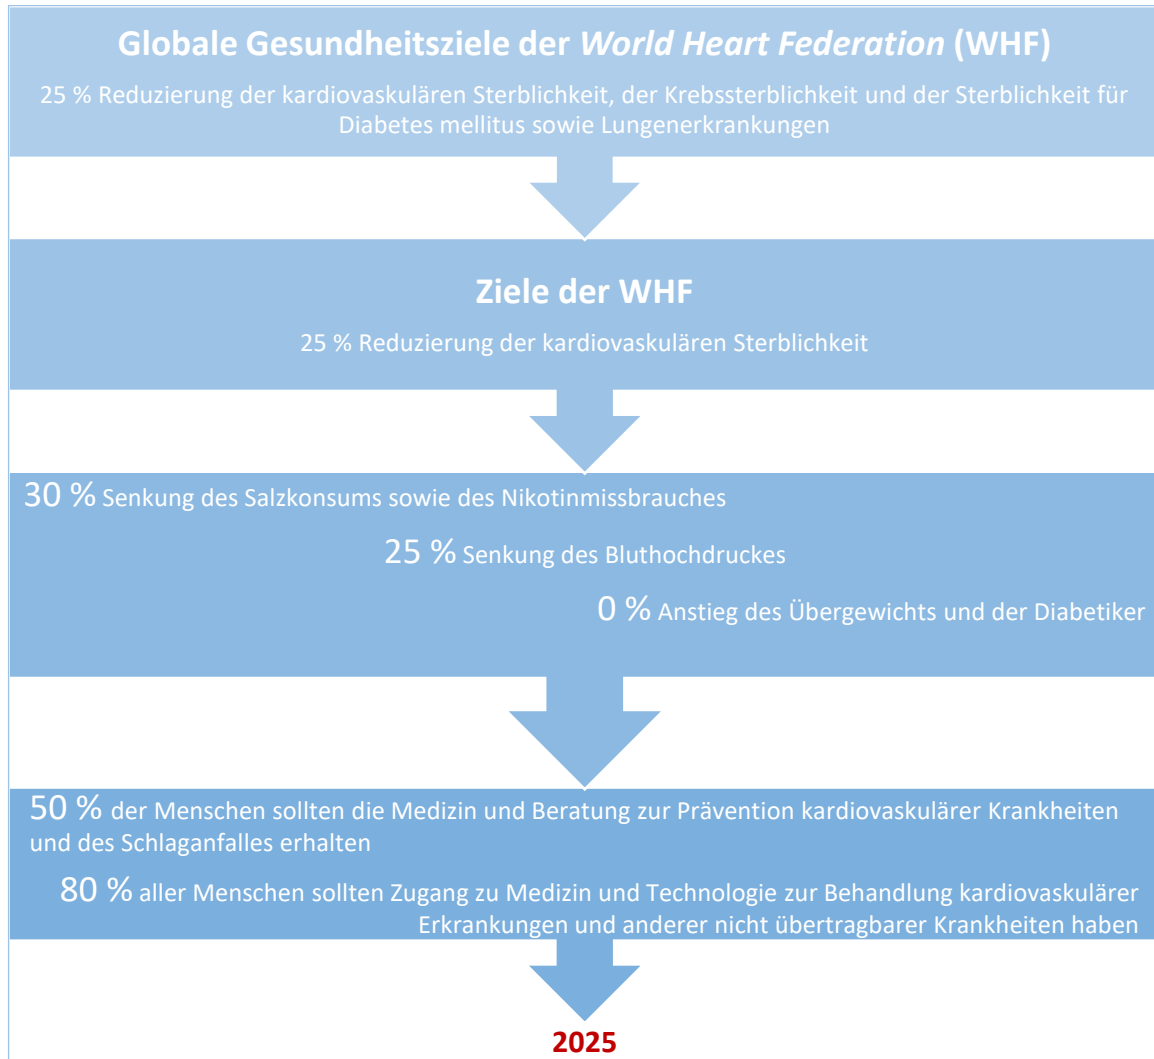 Globale Gesundheitsziele der World Heart Federation (WHF)
25 % Reduzierung der kardiovaskulären Sterblichkeit, der Krebssterblichkeit und der Sterblichkeit für
Diabetes mellitus sowie Lungenerkrankungen
Ziele der WHF
25 % Reduzierung der kardiovaskulären Sterblichkeit
30 % Senkung des Salzkonsums sowie des Nikotinmissbrauches
25 % Senkung des Bluthochdruckes
0 % Anstieg des Übergewichts und der Diabetiker
50 % der Menschen sollten die Medizin und Beratung zur Prävention kardiovaskulärer Krankheiten
und des Schlaganfalles erhalten
80 % aller Menschen sollten Zugang zu Medizin und Technologie zur Behandlung kardiovaskulärer
Erkrankungen und anderer nicht übertragbarer Krankheiten haben
2025